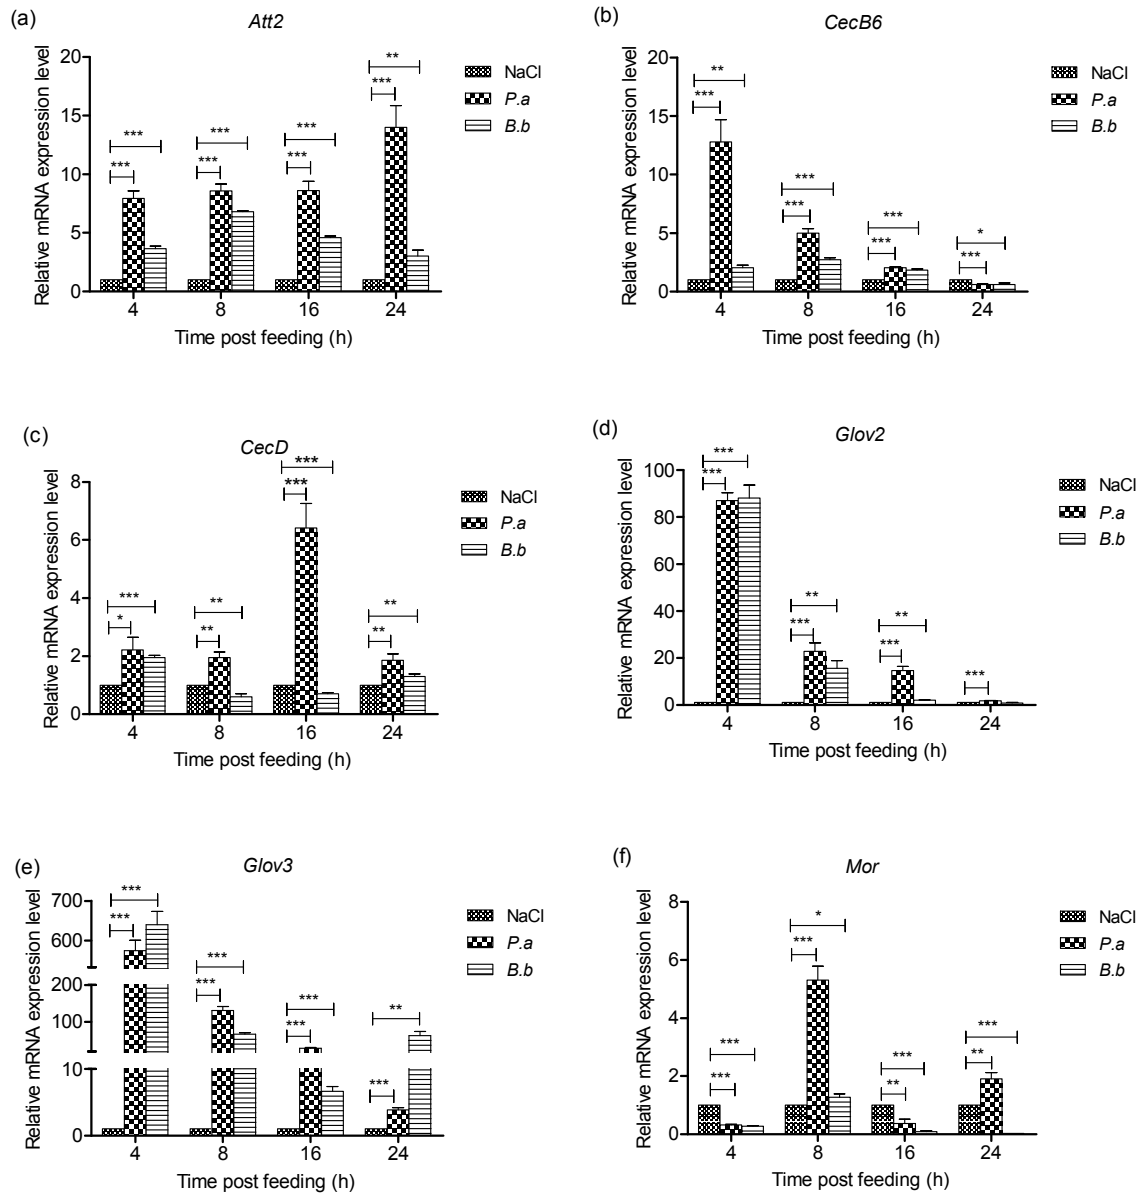 (a)
Att2
Relative mRNA expression level
20
15
10
5
0
***
***
***
***
***
***
**
***
4
8
16
24
Time post feeding (h)
NaCl
P.a
B.b
(b)
CecB6
Relative mRNA expression level
20
15
10
5
0
**
***
***
***
***
***
*
***
4
8
16
24
Time post feeding (h)
NaCl
P.a
B.b
(c)
CecD
Relative mRNA expression level
8
6
4
2
0
***
*
**
**
***
***
**
**
4
8
16
24
Time post feeding (h)
NaCl
P.a
B.b
(d)
Glov2
Relative mRNA expression level
100
80
60
40
20
0
***
***
**
***
**
***
***
4
8
16
24
Time post feeding (h)
NaCl
P.a
B.b
(e)
Glov3
Relative mRNA expression level
700
600
200
100
10
0
***
***
***
***
***
***
**
***
4
8
16
24
Time post feeding (h)
NaCl
P.a
B.b
(f)
Mor
Relative mRNA expression level
8
6
4
2
0
***
***
*
***
***
**
***
**
4
8
16
24
Time post feeding (h)
NaCl
P.a
B.b